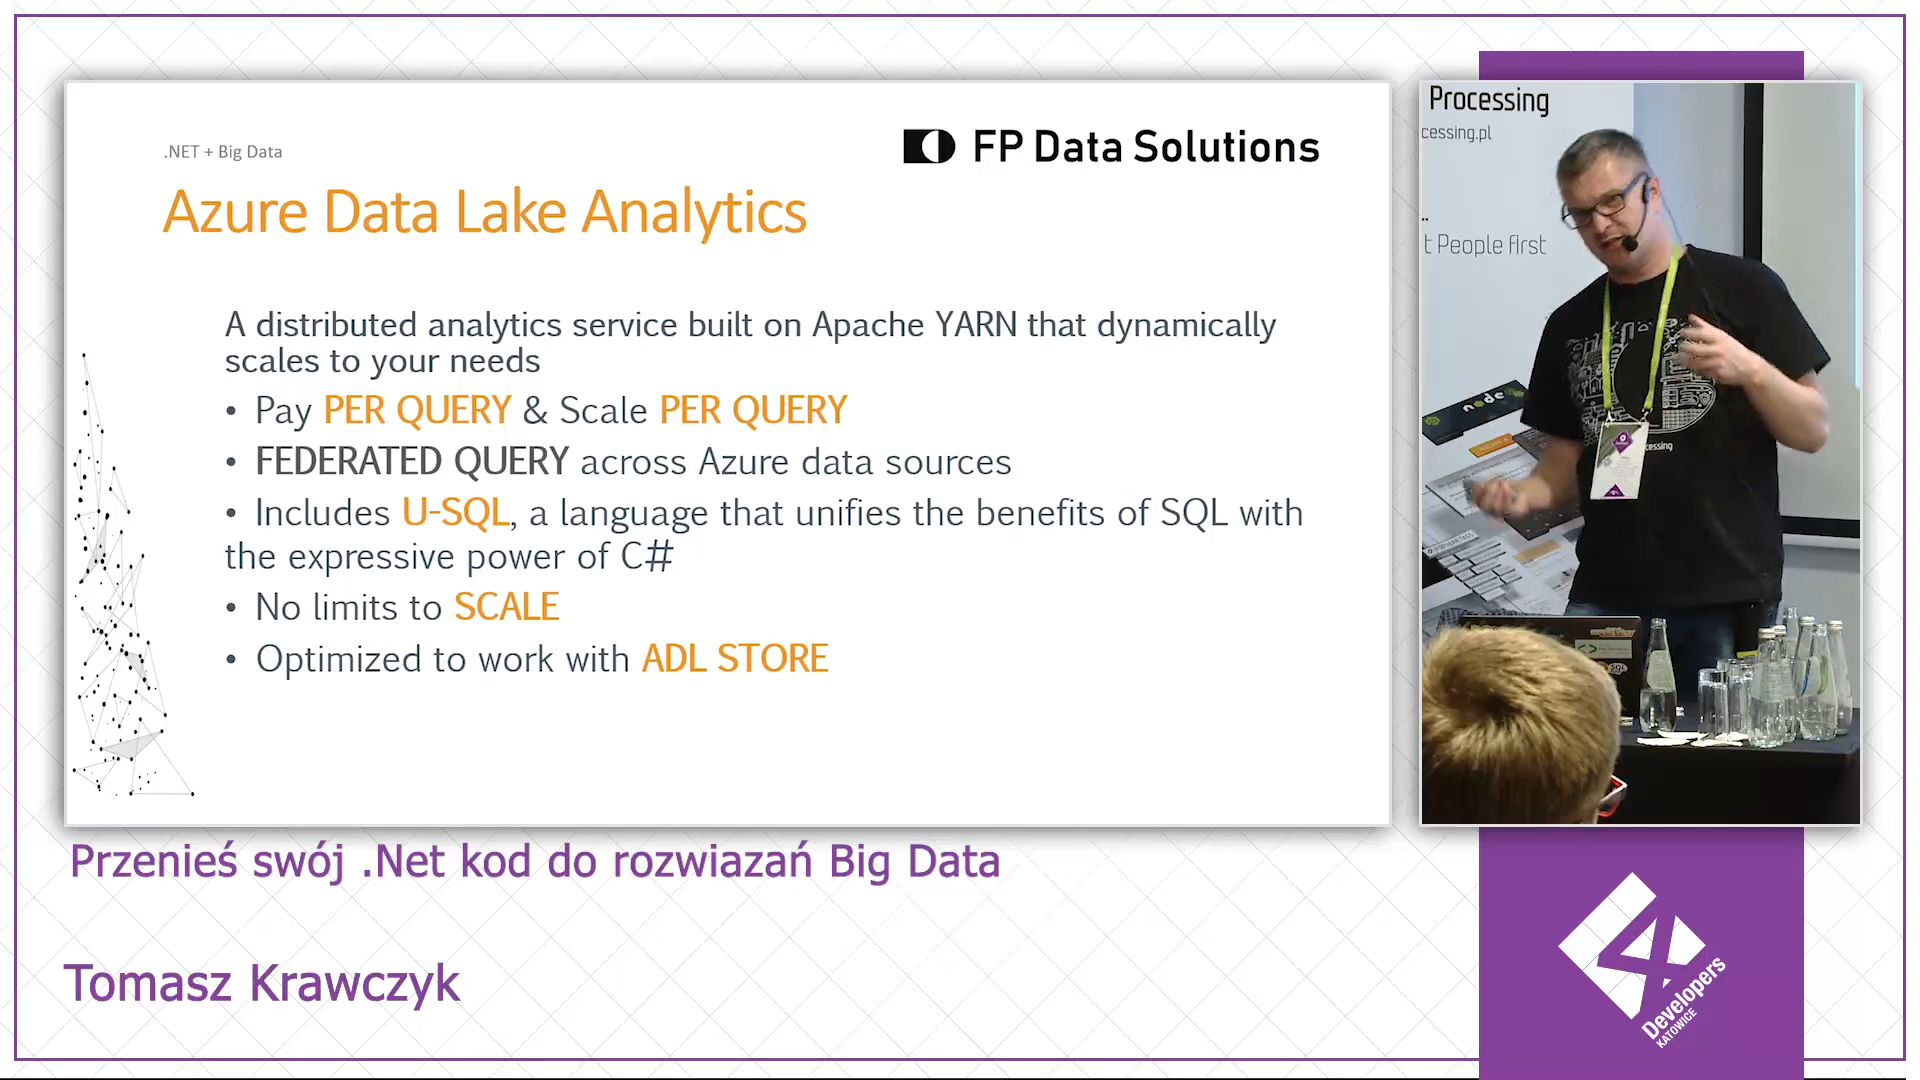 .NET + Big Data
FP Data Solutions
Azure Data Lake Analytics
A distributed analytics service built on Apache YARN that dynamically
scales to your needs
• Pay PER QUERY & Scale PER QUERY
• FEDERATED QUERY across Azure data sources
• Includes U-SQL, a language that unifies the benefits of SQL with
the expressive power of C#
• No limits to SCALE
• Optimized to work with ADL STORE
Processing
cessing.pl
t People first
node
cessing
SQL
Przenieś swój .Net kod do rozwiazań Big Data
Tomasz Krawczyk
4
Developers
KATOWICE